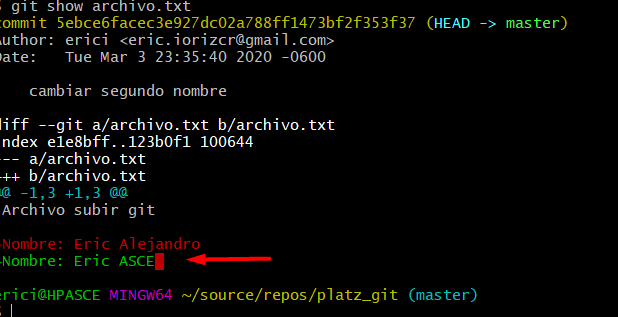 $ git show archivo.txt
commit 5ebce6facec3e927dc02a788ff1473bf2f353f37 (HEAD -> master)
Author: erici <eric.iorizcr@gmail.com>
Date:   Tue Mar 3 23:35:40 2020 -0600
    cambiar segundo nombre
diff --git a/archivo.txt b/archivo.txt
index e1e8bff..123b0f1 100644
--- a/archivo.txt
+++ b/archivo.txt
@@ -1,3 +1,3 @@
 Archivo subir git
-Nombre: Eric Alejandro
+Nombre: Eric ASCE
erici@HPASCE MINGW64 ~/source/repos/platz_git (master)
$